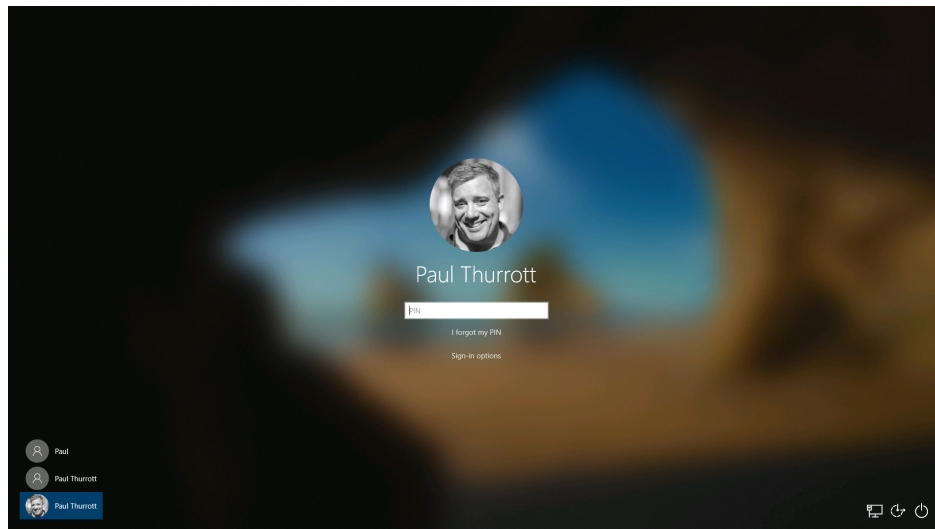 Paul Thurrott
PIN
I forgot my PIN
Sign-in options
Paul
Paul Thurrott
Paul Thurrott